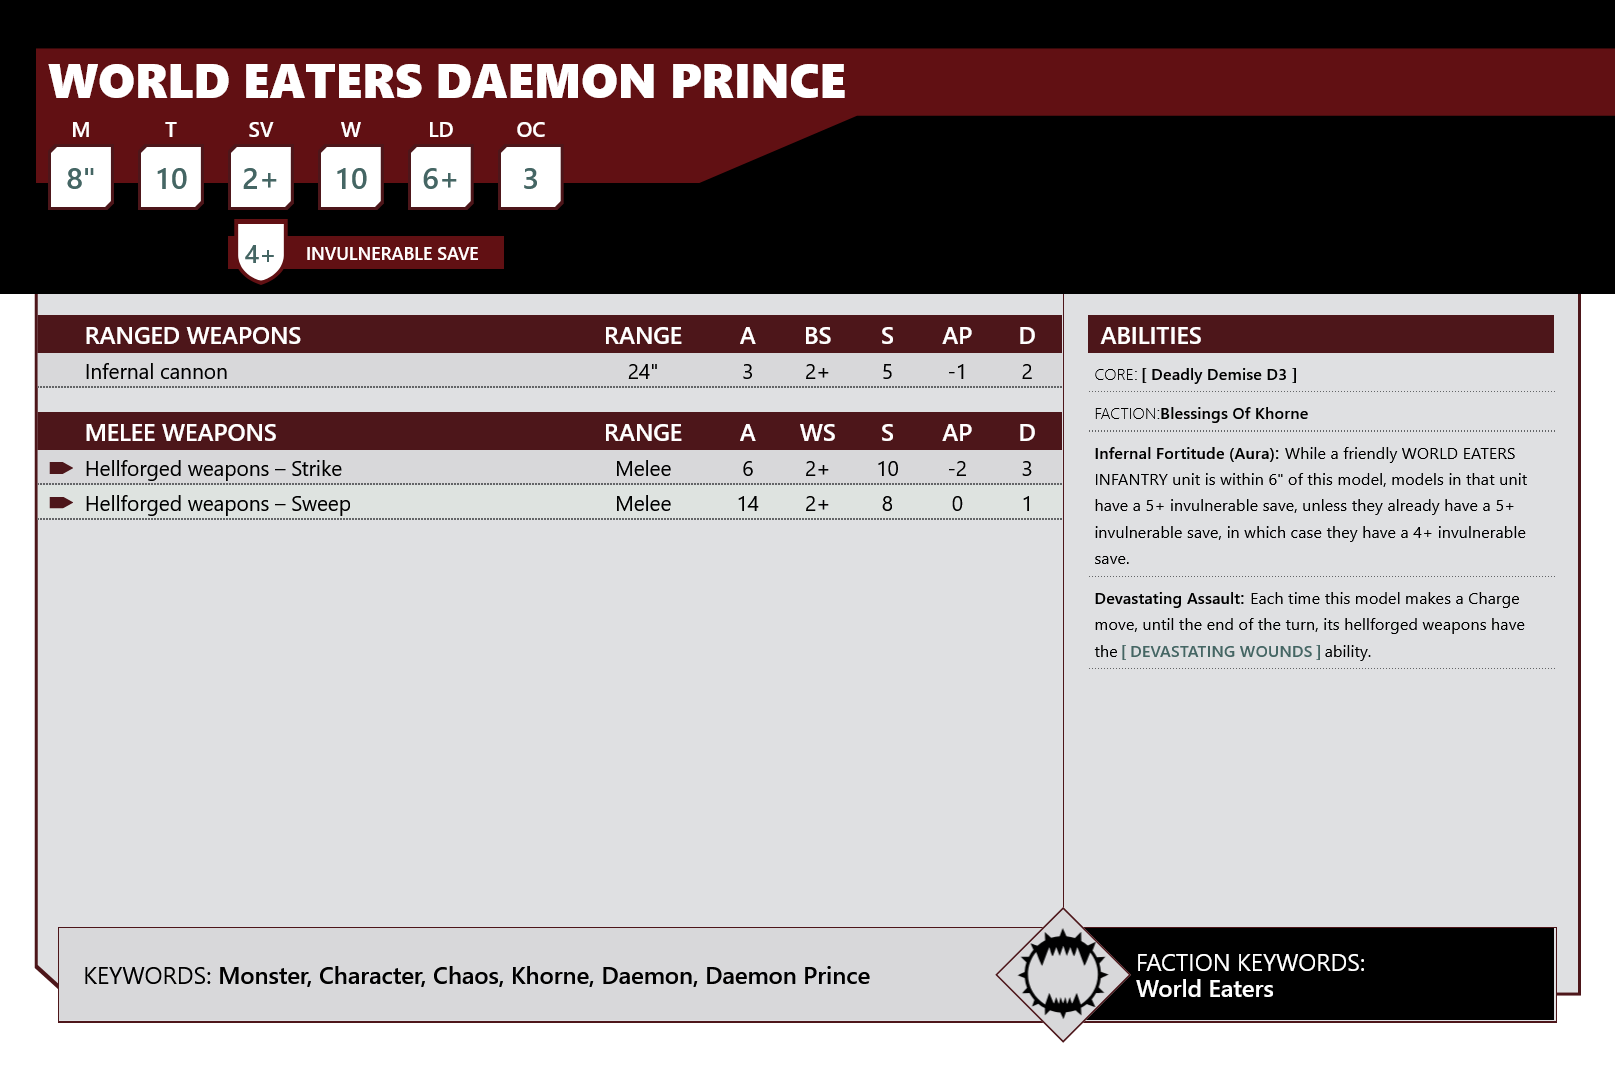 WORLD EATERS DAEMON PRINCE
M T SV W LD OC
8" 10 2+ 10 6+ 3
4+ INVULNERABLE SAVE
RANGED WEAPONS RANGE A BS S AP D
Infernal cannon 24" 3 2+ 5 -1 2
MELEE WEAPONS RANGE A WS S AP D
Hellforged weapons – Strike Melee 6 2+ 10 -2 3
Hellforged weapons – Sweep Melee 14 2+ 8 0 1
ABILITIES
CORE: [ Deadly Demise D3 ]
FACTION:Blessings Of Khorne
Infernal Fortitude (Aura): While a friendly WORLD EATERS
INFANTRY unit is within 6" of this model, models in that unit
have a 5+ invulnerable save, unless they already have a 5+
invulnerable save, in which case they have a 4+ invulnerable
save.
Devastating Assault: Each time this model makes a Charge
move, until the end of the turn, its hellforged weapons have
the [ DEVASTATING WOUNDS ] ability.
KEYWORDS: Monster, Character, Chaos, Khorne, Daemon, Daemon Prince
FACTION KEYWORDS:
World Eaters